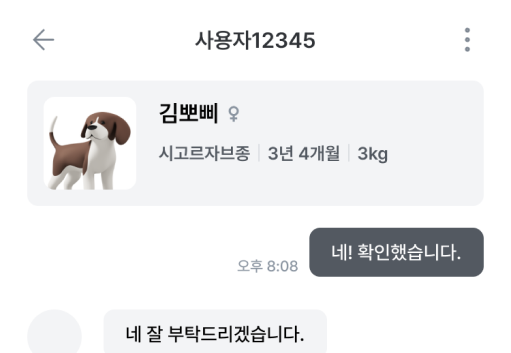 사용자12345
김뽀삐
시고르자브종 3년 4개월 3kg
네! 확인했습니다.
오후 8:08
네 잘 부탁드리겠습니다.